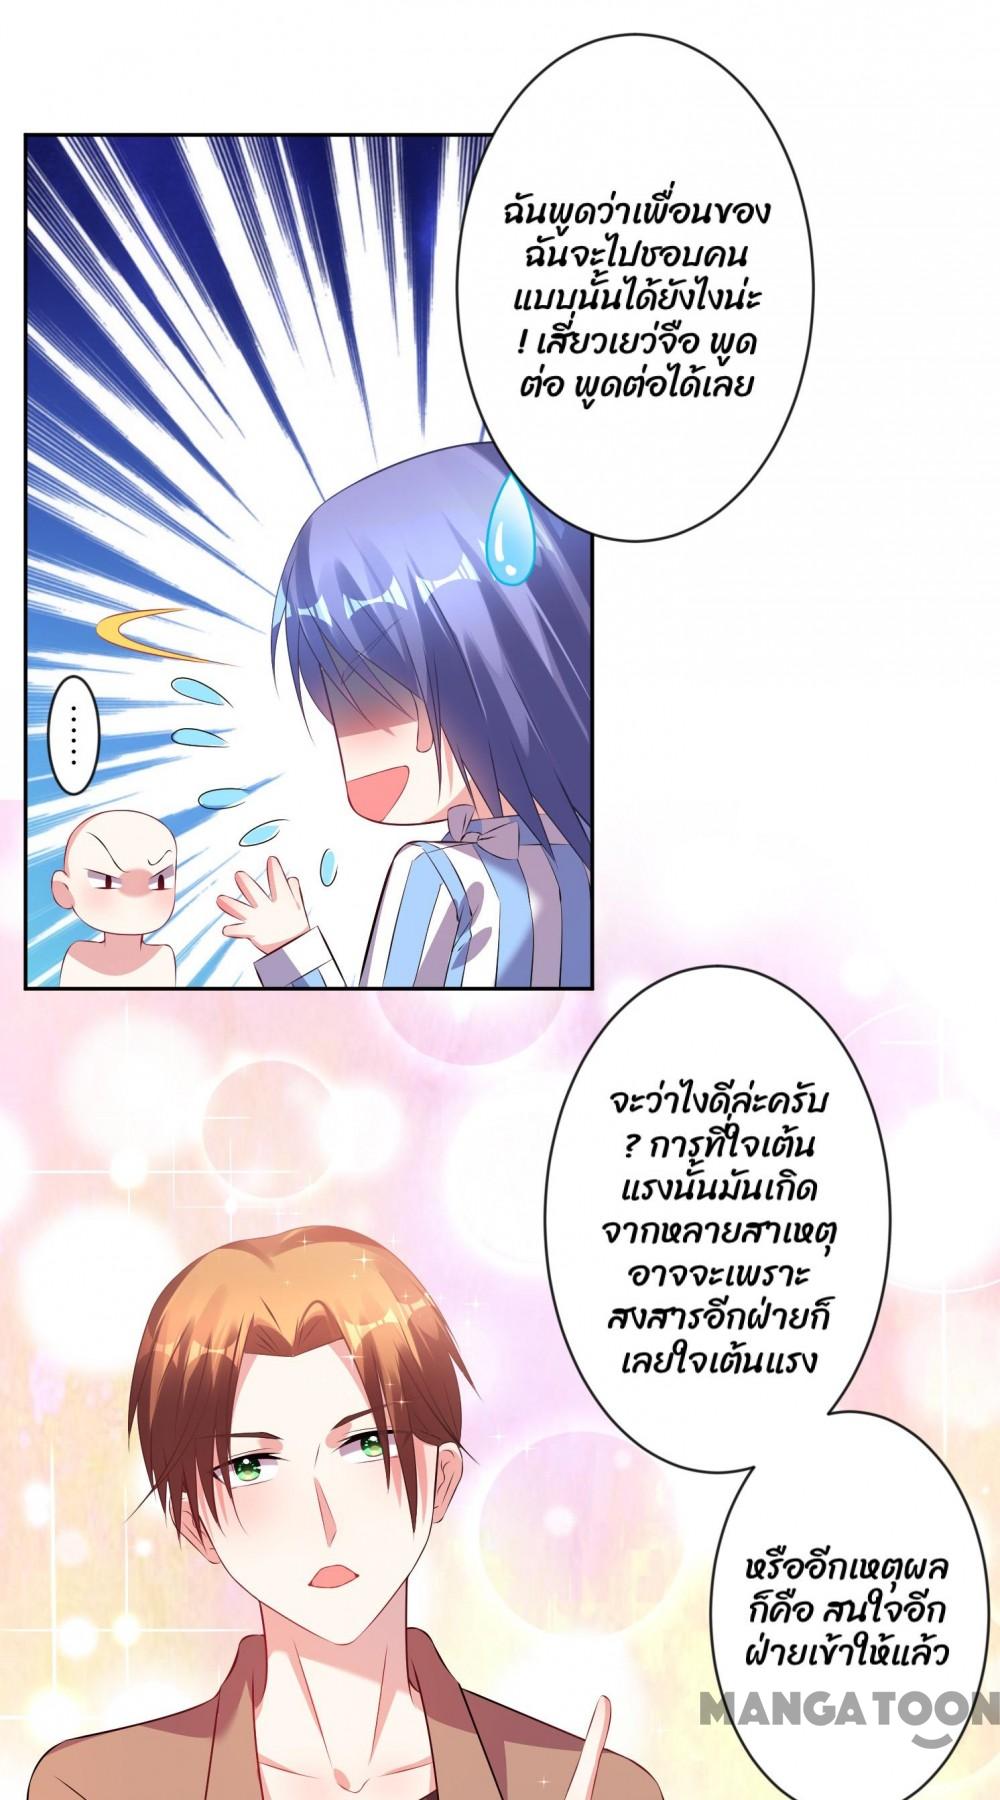 ฉันพูดว่าเพื่อนของ
ฉันจะไปชอบคน
แบบนั้นได้ยังไงน่ะ
! เสี่ยวเยว่จือ พูด
ต่อ พูดต่อได้เลย
......
จะว่าไงดีล่ะครับ
? การที่ใจเต้น
แรงนั้นมันเกิด
จากหลายสาเหตุ
อาจจะเพราะ
สงสารอีกฝ่ายก็
เลยใจเต้นแรง
หรืออีกเหตุผล
ก็คือ สนใจอีก
ฝ่ายเข้าให้แล้ว
MANGATOON